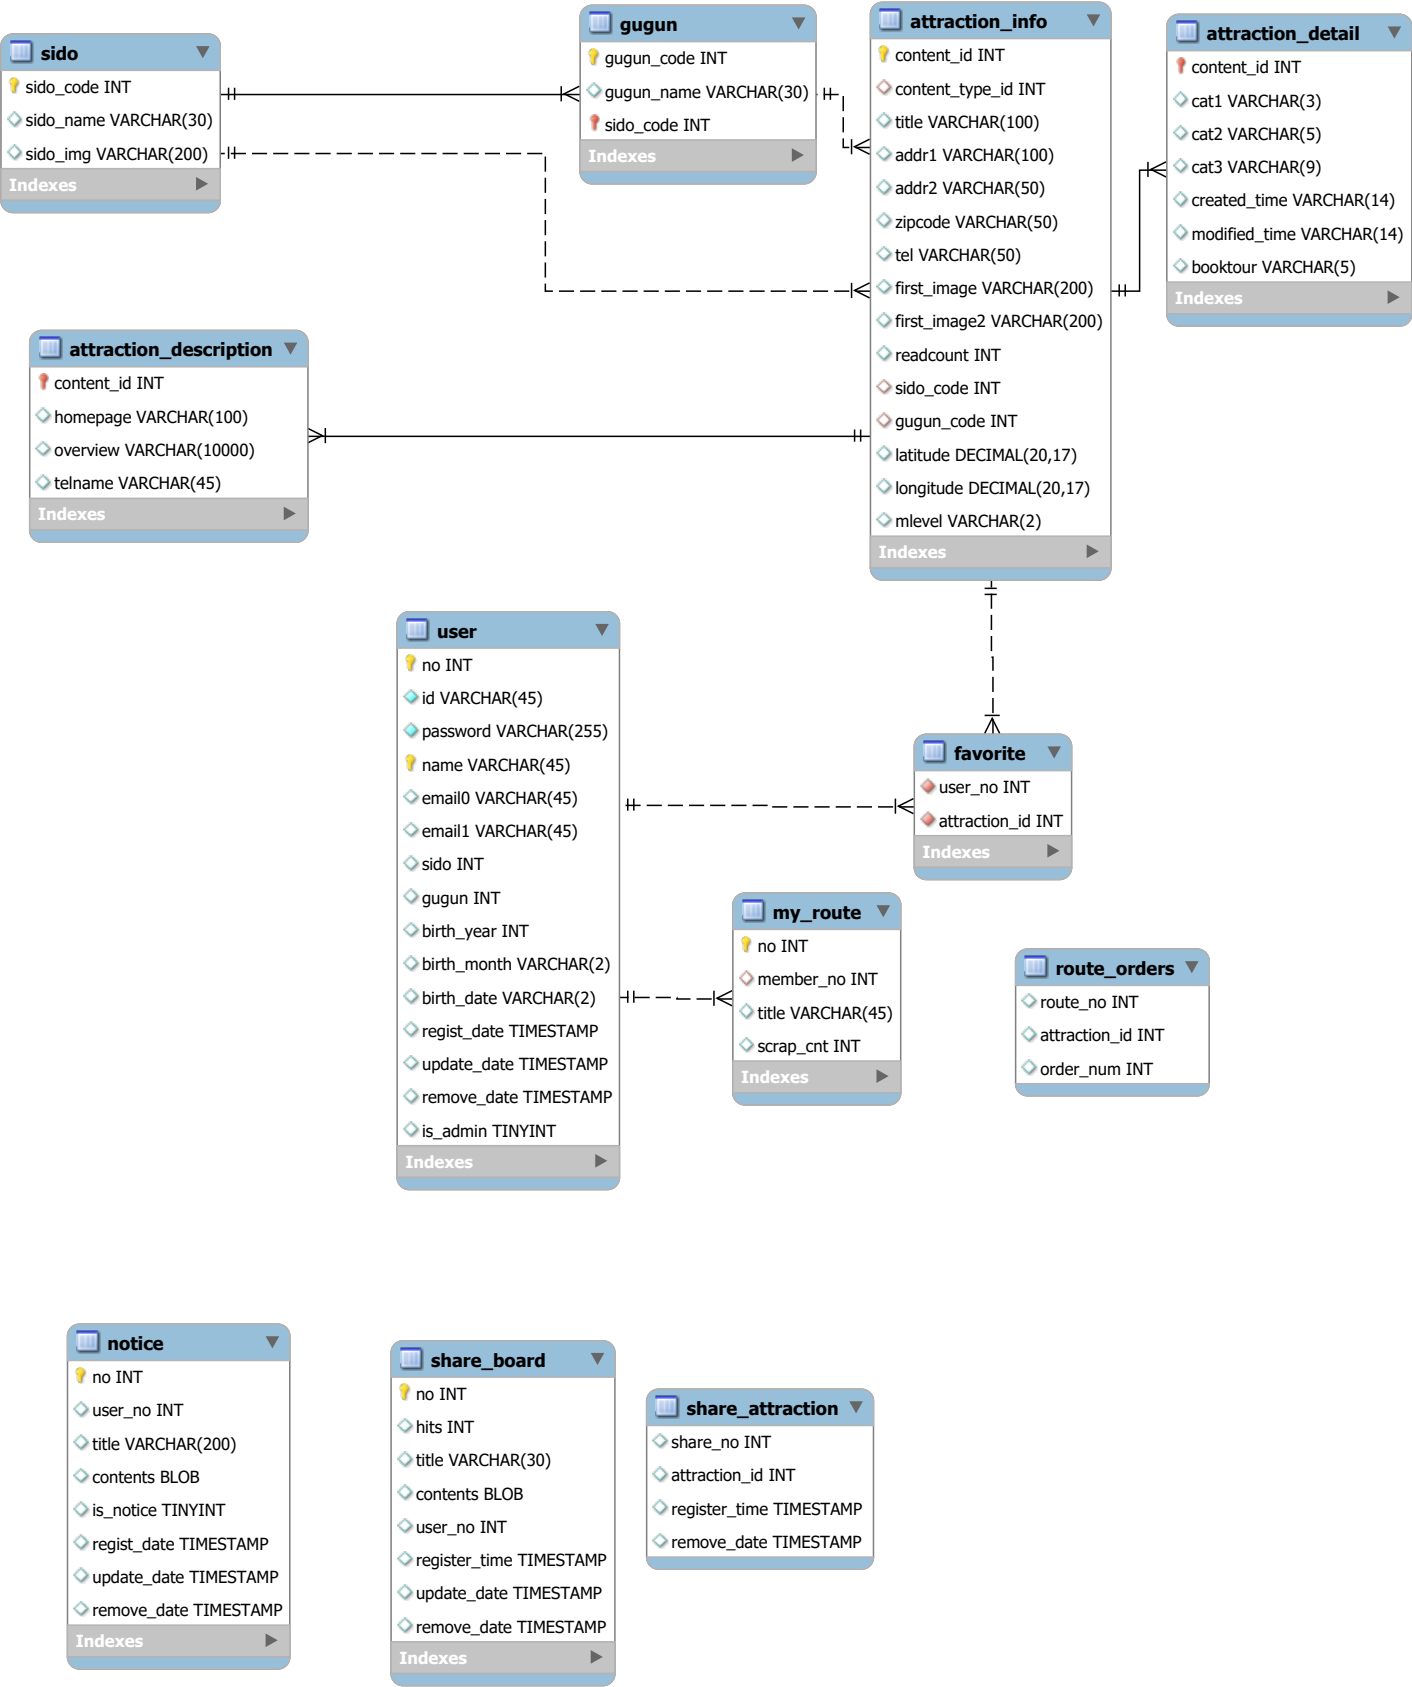 sido
sido_code INT
sido_name VARCHAR(30)
sido_img VARCHAR(200)
Indexes
gugun
gugun_code INT
gugun_name VARCHAR(30)
sido_code INT
Indexes
attraction_info
content_id INT
content_type_id INT
title VARCHAR(100)
addr1 VARCHAR(100)
addr2 VARCHAR(50)
zipcode VARCHAR(50)
tel VARCHAR(50)
first_image VARCHAR(200)
first_image2 VARCHAR(200)
readcount INT
sido_code INT
gugun_code INT
latitude DECIMAL(20,17)
longitude DECIMAL(20,17)
mlevel VARCHAR(2)
Indexes
attraction_detail
content_id INT
cat1 VARCHAR(3)
cat2 VARCHAR(5)
cat3 VARCHAR(9)
created_time VARCHAR(14)
modified_time VARCHAR(14)
booktour VARCHAR(5)
Indexes
attraction_description
content_id INT
homepage VARCHAR(100)
overview VARCHAR(10000)
telname VARCHAR(45)
Indexes
user
no INT
id VARCHAR(45)
password VARCHAR(255)
name VARCHAR(45)
email0 VARCHAR(45)
email1 VARCHAR(45)
sido INT
gugun INT
birth_year INT
birth_month VARCHAR(2)
birth_date VARCHAR(2)
regist_date TIMESTAMP
update_date TIMESTAMP
remove_date TIMESTAMP
is_admin TINYINT
Indexes
favorite
user_no INT
attraction_id INT
Indexes
my_route
no INT
member_no INT
title VARCHAR(45)
scrap_cnt INT
Indexes
route_orders
route_no INT
attraction_id INT
order_num INT
notice
no INT
user_no INT
title VARCHAR(200)
contents BLOB
is_notice TINYINT
regist_date TIMESTAMP
update_date TIMESTAMP
remove_date TIMESTAMP
Indexes
share_board
no INT
hits INT
title VARCHAR(30)
contents BLOB
user_no INT
register_time TIMESTAMP
update_date TIMESTAMP
remove_date TIMESTAMP
Indexes
share_attraction
share_no INT
attraction_id INT
register_time TIMESTAMP
remove_date TIMESTAMP